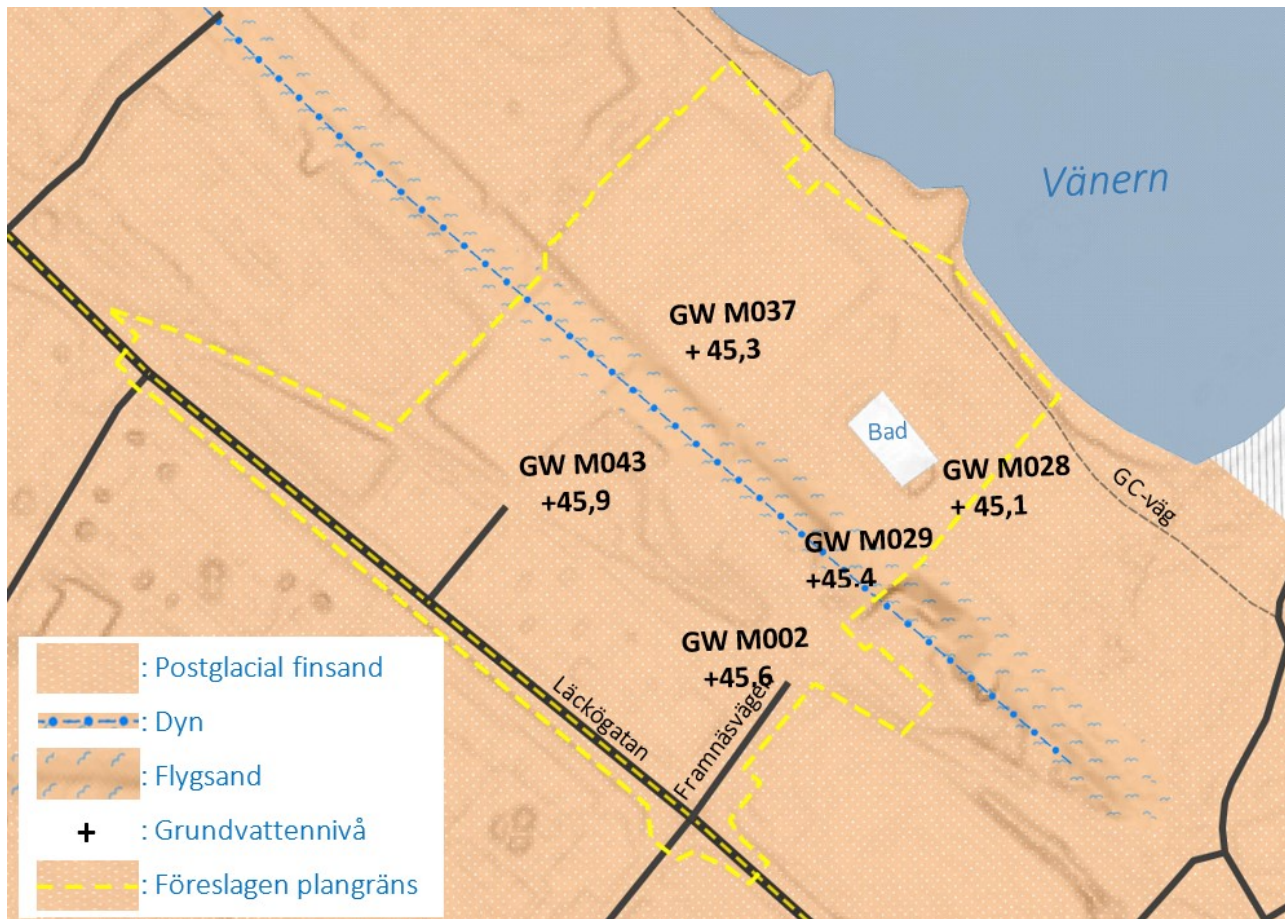 Vänern
GW M037
+ 45,3
Bad
GW M043
+45,9
GW M028
+ 45,1
GC-väg
GW M029
+45.4
GW M002
+45,6
Läckögatan
Framnäsvägen
: Postglacial finsand
: Dyn
: Flygsand
+ : Grundvattennivå
: Föreslagen plangräns